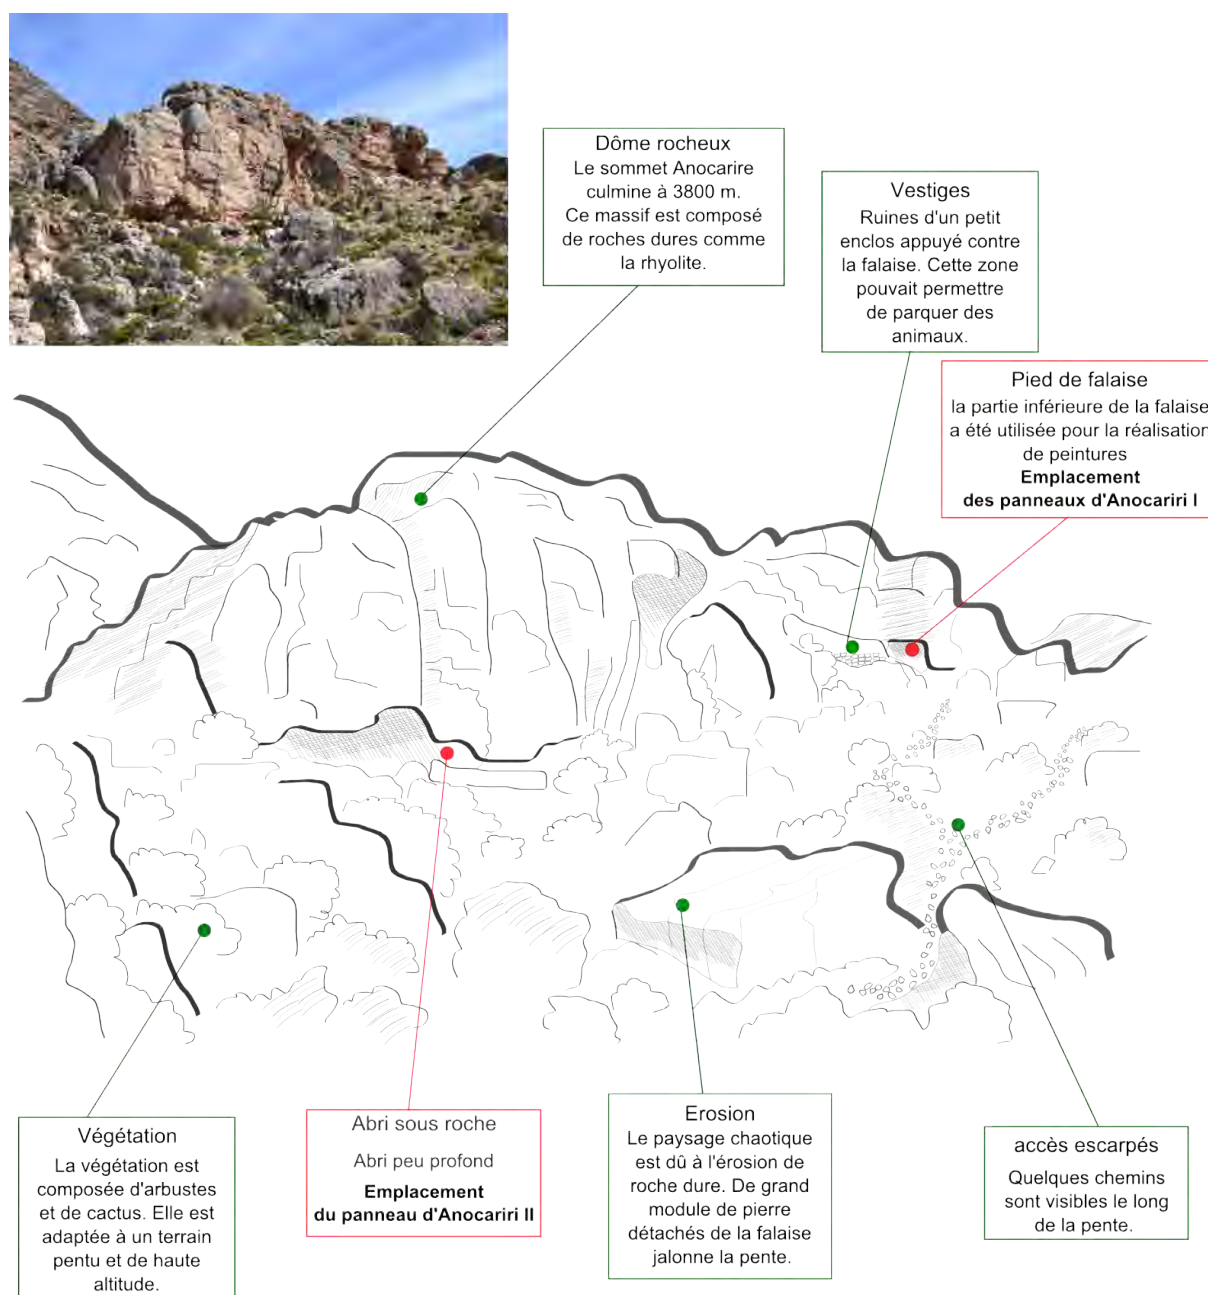 Dôme rocheux
Le sommet Anocarire
culmine à 3800 m.
Ce massif est composé
de roches dures comme
la rhyolite.
Vestiges
Ruines d'un petit
enclos appuyé contre
la falaise. Cette zone
pouvait permettre
de parquer des
animaux.
Pied de falaise
la partie inférieure de la falaise
a été utilisée pour la réalisation
de peintures
Emplacement
des panneaux d'Anocariri I
Végétation
La végétation est
composée d'arbustes
et de cactus. Elle est
adaptée à un terrain
pentu et de haute
altitude.
Abri sous roche
Abri peu profond
Emplacement
du panneau d'Anocariri II
Erosion
Le paysage chaotique
est dû à l'érosion de
roche dure. De grand
module de pierre
détachés de la falaise
jalonne la pente.
accès escarpés
Quelques chemins
sont visibles le long
de la pente.